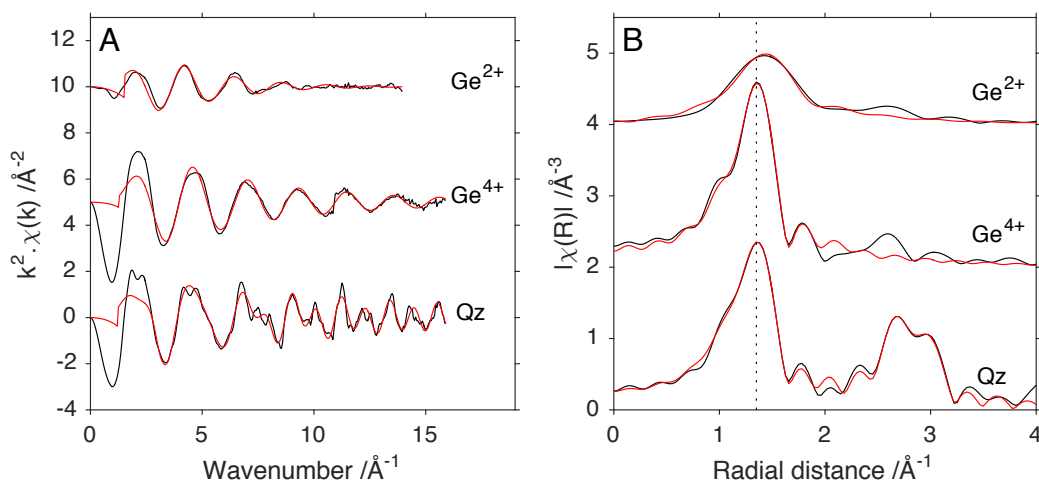 A
12
10
8
6
4
2
0
-2
-4
k².χ(k) /Å⁻²
Ge²⁺
Ge⁴⁺
Qz
0
5
10
15
Wavenumber /Å⁻¹
B
5
4
3
2
1
0
|χ(R)| /Å⁻³
Ge²⁺
Ge⁴⁺
Qz
0
1
2
3
4
Radial distance /Å⁻¹